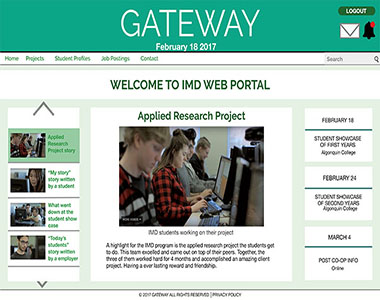 LOGOUT
GATEWAY
February 18 2017
Home Projects Student Profiles Job Postings Contact Search
WELCOME TO IMD WEB PORTAL
Applied
Research
Project story
"My story"
story written
by a student
What went
down at the
student show
case
"Today's
students"
story written
by a employer
Applied Research Project
IMD students working on their project
A highlight for the IMD program is the applied research project the students get
to do. This team excelled and came out on top of their peers. Together, the
three of them worked hard for 4 months and accomplished an amazing client
project. Having a ever lasting reward and friendship.
FEBRUARY 18
STUDENT SHOWCASE
OF FIRST YEARS
Algonquin College
FEBRUARY 24
STUDENT SHOWCASE
OF SECOND YEARS
Algonquin College
MARCH 4
POST CO-OP INFO
Online
© 2017 GATEWAY ALL RIGHTS RESERVED | PRIVACY POLICY